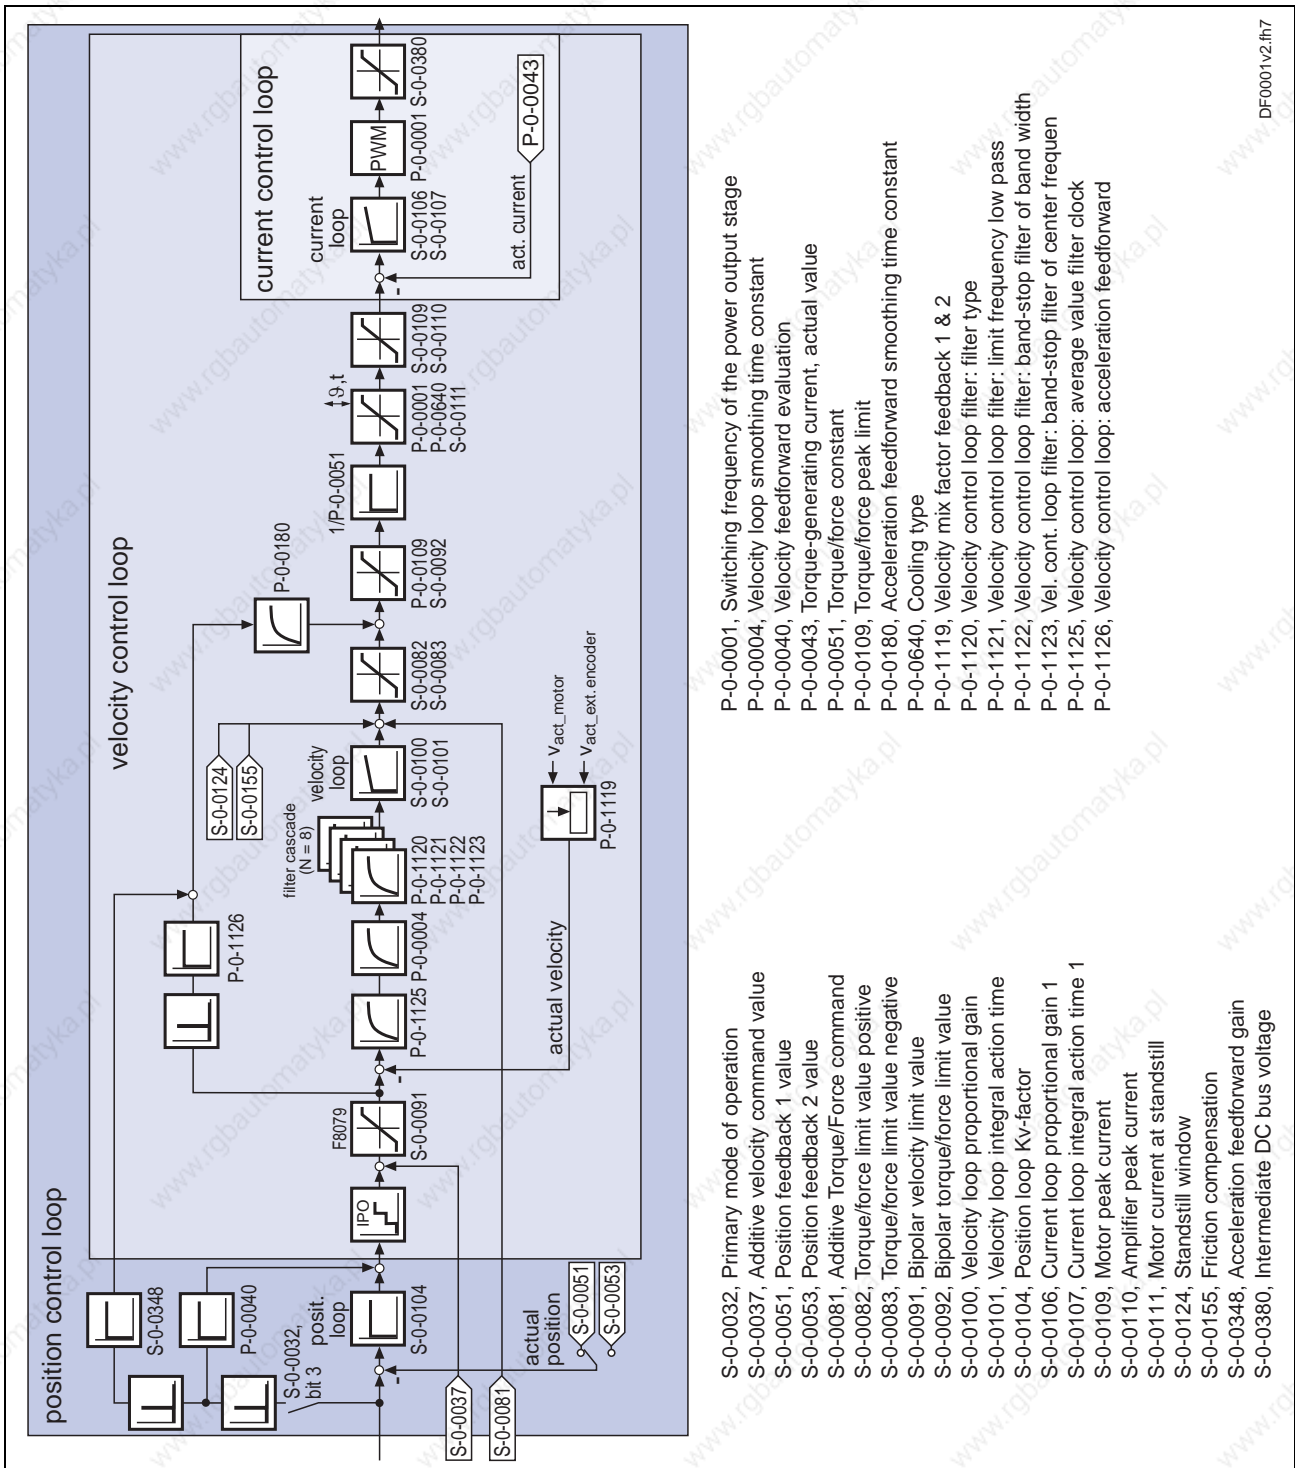 position control loop
velocity control loop
current control loop
S-0-0348
P-0-0040
S-0-0032,
bit 3
posit.
loop
S-0-0104
actual
position
S-0-0051
S-0-0053
S-0-0037
S-0-0081
IPO
F8079
S-0-0091
P-0-1126
P-0-1125
P-0-0004
filter cascade
(N = 8)
P-0-1120
P-0-1121
P-0-1122
P-0-1123
actual velocity
velocity
loop
S-0-0100
S-0-0101
S-0-0124
S-0-0155
vact_motor
vact_ext. encoder
P-0-1119
S-0-0082
S-0-0083
P-0-0180
P-0-0109
S-0-0092
1/P-0-0051
ϑ,t
P-0-0001
P-0-0640
S-0-0111
S-0-0109
S-0-0110
current
loop
S-0-0106
S-0-0107
PWM
P-0-0001
S-0-0380
act. current
P-0-0043
S-0-0032, Primary mode of operation
S-0-0037, Additive velocity command value
S-0-0051, Position feedback 1 value
S-0-0053, Position feedback 2 value
S-0-0081, Additive Torque/Force command
S-0-0082, Torque/force limit value positive
S-0-0083, Torque/force limit value negative
S-0-0091, Bipolar velocity limit value
S-0-0092, Bipolar torque/force limit value
S-0-0100, Velocity loop proportional gain
S-0-0101, Velocity loop integral action time
S-0-0104, Position loop Kv-factor
S-0-0106, Current loop proportional gain 1
S-0-0107, Current loop integral action time 1
S-0-0109, Motor peak current
S-0-0110, Amplifier peak current
S-0-0111, Motor current at standstill
S-0-0124, Standstill window
S-0-0155, Friction compensation
S-0-0348, Acceleration feedforward gain
S-0-0380, Intermediate DC bus voltage
P-0-0001, Switching frequency of the power output stage
P-0-0004, Velocity loop smoothing time constant
P-0-0040, Velocity feedforward evaluation
P-0-0043, Torque-generating current, actual value
P-0-0051, Torque/force constant
P-0-0109, Torque/force peak limit
P-0-0180, Acceleration feedforward smoothing time constant
P-0-0640, Cooling type
P-0-1119, Velocity mix factor feedback 1 & 2
P-0-1120, Velocity control loop filter: filter type
P-0-1121, Velocity control loop filter: limit frequency low pass
P-0-1122, Velocity control loop filter: band-stop filter of band width
P-0-1123, Vel. cont. loop filter: band-stop filter of center frequen
P-0-1125, Velocity control loop: average value filter clock
P-0-1126, Velocity control loop: acceleration feedforward
DF0001v2.fh7
www.rgbautomatyka.pl